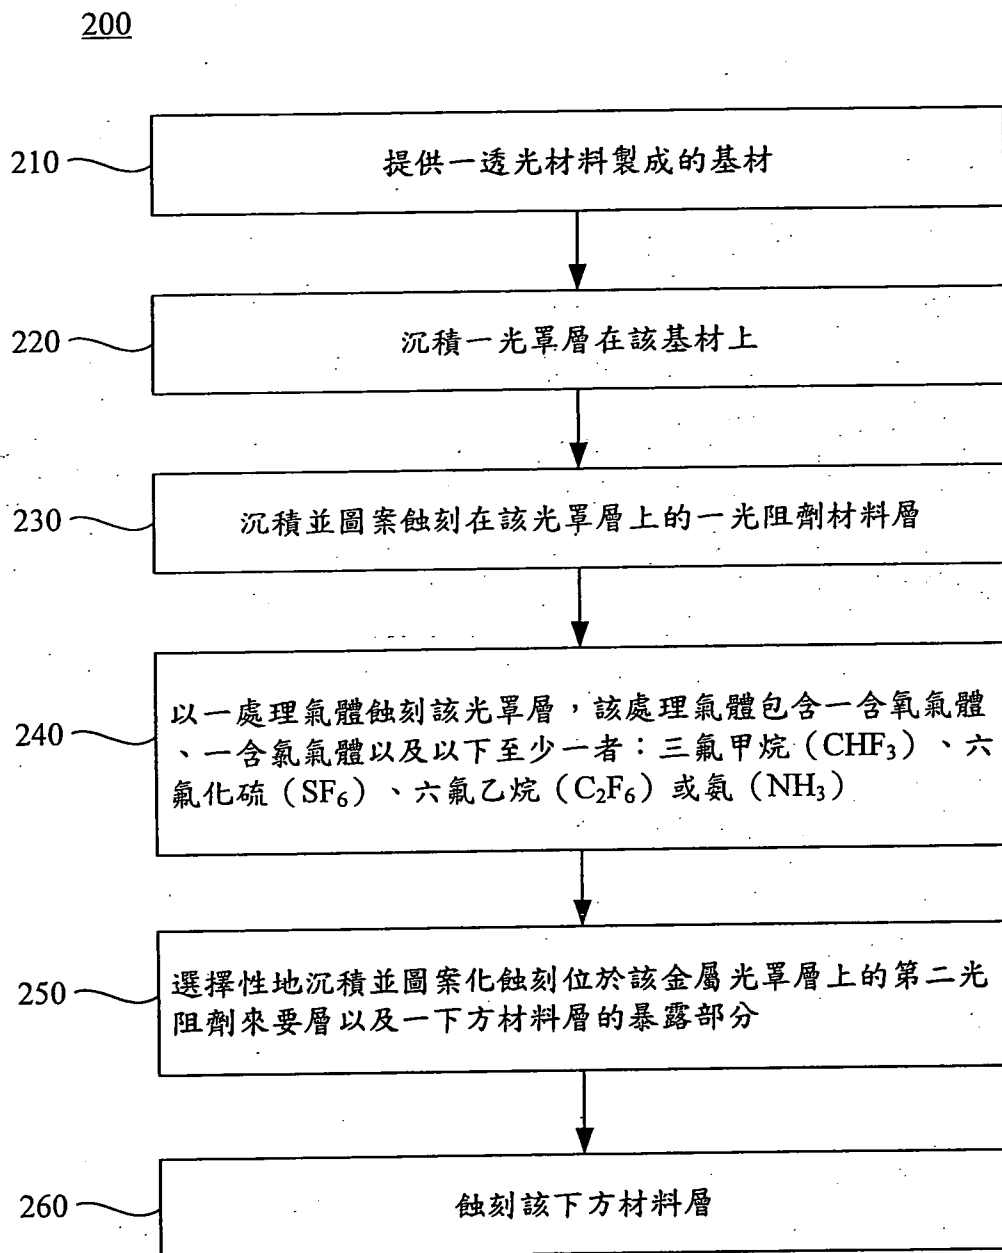 200
210
提供一透光材料製成的基材
220
沉積一光罩層在該基材上
230
沉積並圖案蝕刻在該光罩層上的一光阻劑材料層
240
以一處理氣體蝕刻該光罩層，該處理氣體包含一含氧氣體
、一含氯氣體以及以下至少一者：三氟甲烷（CHF₃）、六
氟化硫（SF₆）、六氟乙烷（C₂F₆）或氨（NH₃）
250
選擇性地沉積並圖案化蝕刻位於該金屬光罩層上的第二光
阻劑來要層以及一下方材料層的暴露部分
260
蝕刻該下方材料層